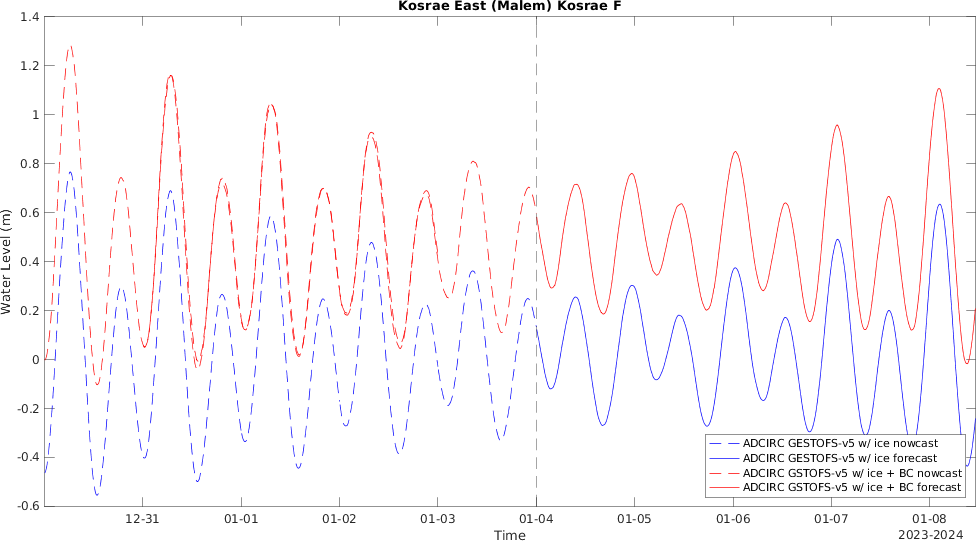 Kosrae East (Malem) Kosrae F
1.4
1.2
1
0.8
0.6
0.4
0.2
0
-0.2
-0.4
-0.6
Water Level (m)
ADCIRC GESTOFS-v5 w/ ice nowcast
ADCIRC GESTOFS-v5 w/ ice forecast
ADCIRC GSTOFS-v5 w/ ice + BC nowcast
ADCIRC GSTOFS-v5 w/ ice + BC forecast
12-31 01-01 01-02 01-03 01-04 01-05 01-06 01-07 01-08
Time
2023-2024